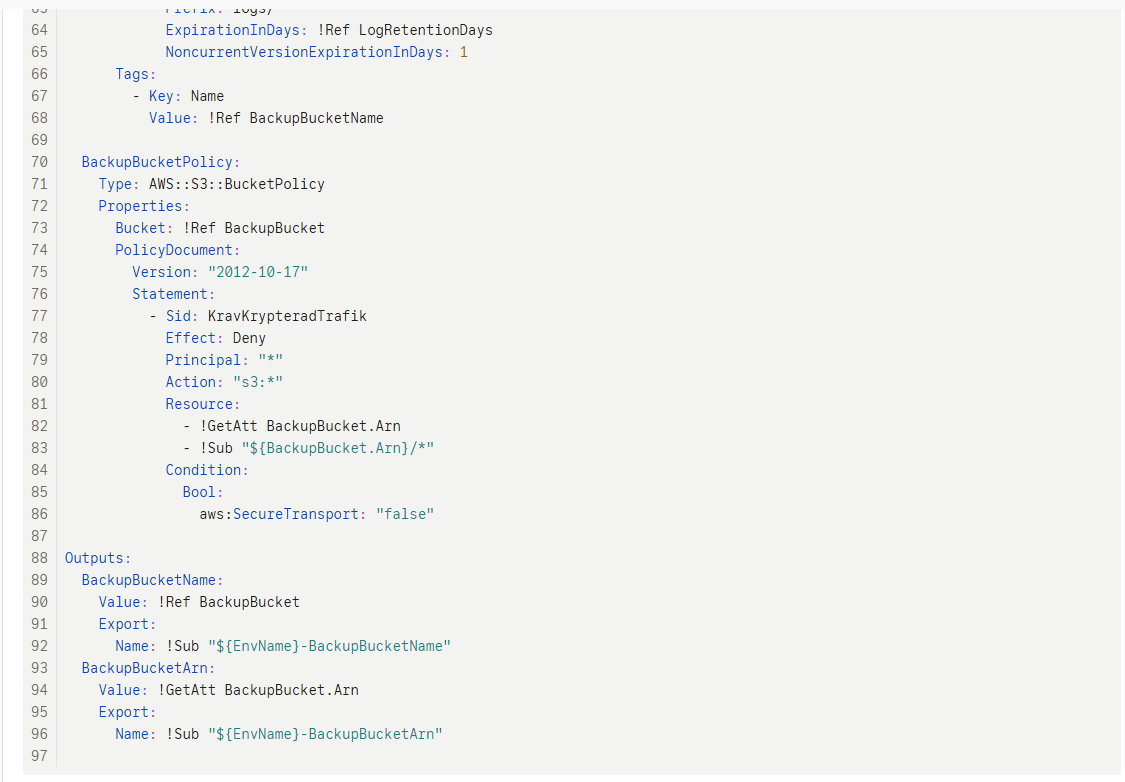 64 ExpirationInDays: !Ref LogRetentionDays
65 NoncurrentVersionExpirationInDays: 1
66 Tags:
67 - Key: Name
68 Value: !Ref BackupBucketName
69
70 BackupBucketPolicy:
71 Type: AWS::S3::BucketPolicy
72 Properties:
73 Bucket: !Ref BackupBucket
74 PolicyDocument:
75 Version: "2012-10-17"
76 Statement:
77 - Sid: KravKrypteradTrafik
78 Effect: Deny
79 Principal: "*"
80 Action: "s3:*"
81 Resource:
82 - !GetAtt BackupBucket.Arn
83 - !Sub "${BackupBucket.Arn}/*"
84 Condition:
85 Bool:
86 aws:SecureTransport: "false"
87
88 Outputs:
89 BackupBucketName:
90 Value: !Ref BackupBucket
91 Export:
92 Name: !Sub "${EnvName}-BackupBucketName"
93 BackupBucketArn:
94 Value: !GetAtt BackupBucket.Arn
95 Export:
96 Name: !Sub "${EnvName}-BackupBucketArn"
97